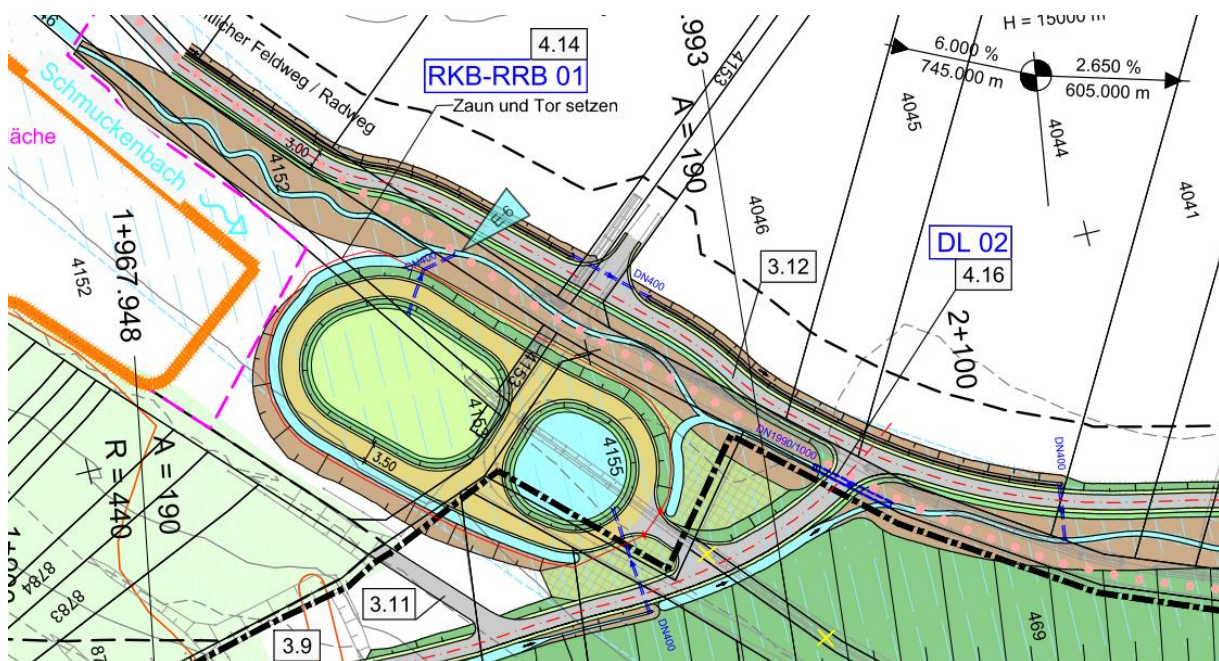 4.14
RKB-RRB 01
Zaun und Tor setzen
licher Feldweg / Radweg
Schmuckenbach
äche
3.00
4152
4152
1+967.948
E 6
DN400
DN400
4153
4153
4153
A = 190
.993
4046
3.12
DL 02
4.16
2+100
H = 15000 m
6.000 %
745.000 m
2.650 %
605.000 m
4045
4044
4041
4155
3.50
DN1990/1000
DN400
DN400
A = 190
R = 440
8784
8783
3.11
3.9
469